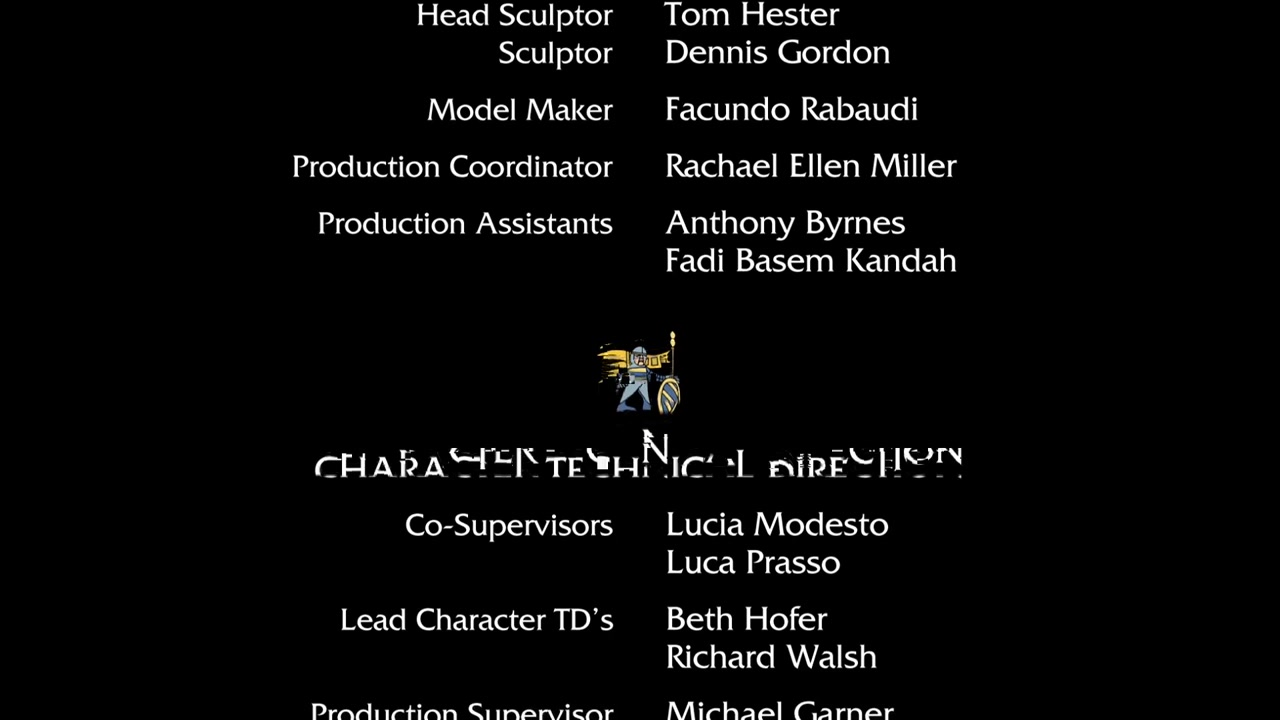 Head Sculptor Tom Hester
Sculptor Dennis Gordon
Model Maker Facundo Rabaudi
Production Coordinator Rachael Ellen Miller
Production Assistants Anthony Byrnes
Fadi Basem Kandah
CHARACTER TECHNICAL DIRECTION
Co-Supervisors Lucia Modesto
Luca Prasso
Lead Character TD’s Beth Hofer
Richard Walsh
Production Supervisor Michael Garner